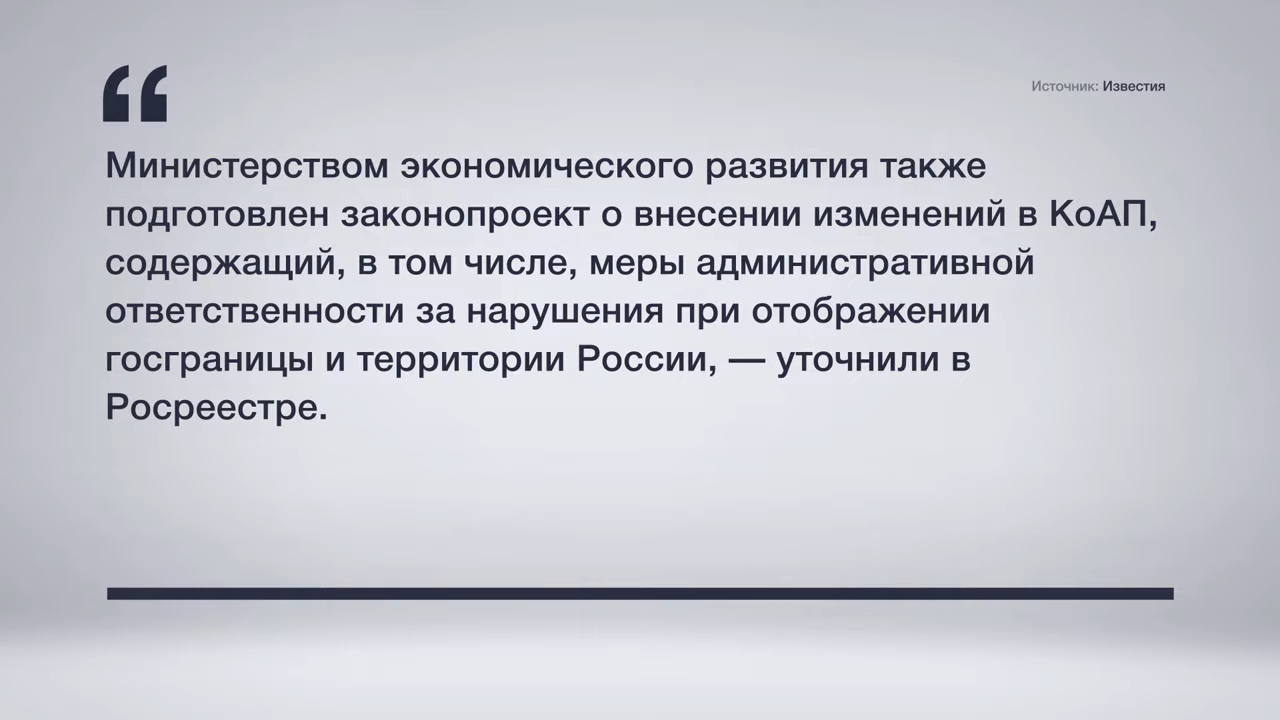 Источник: Известия
“
Министерством экономического развития также
подготовлен законопроект о внесении изменений в КоАП,
содержащий, в том числе, меры административной
ответственности за нарушения при отображении
госграницы и территории России, — уточнили в
Росреестре.